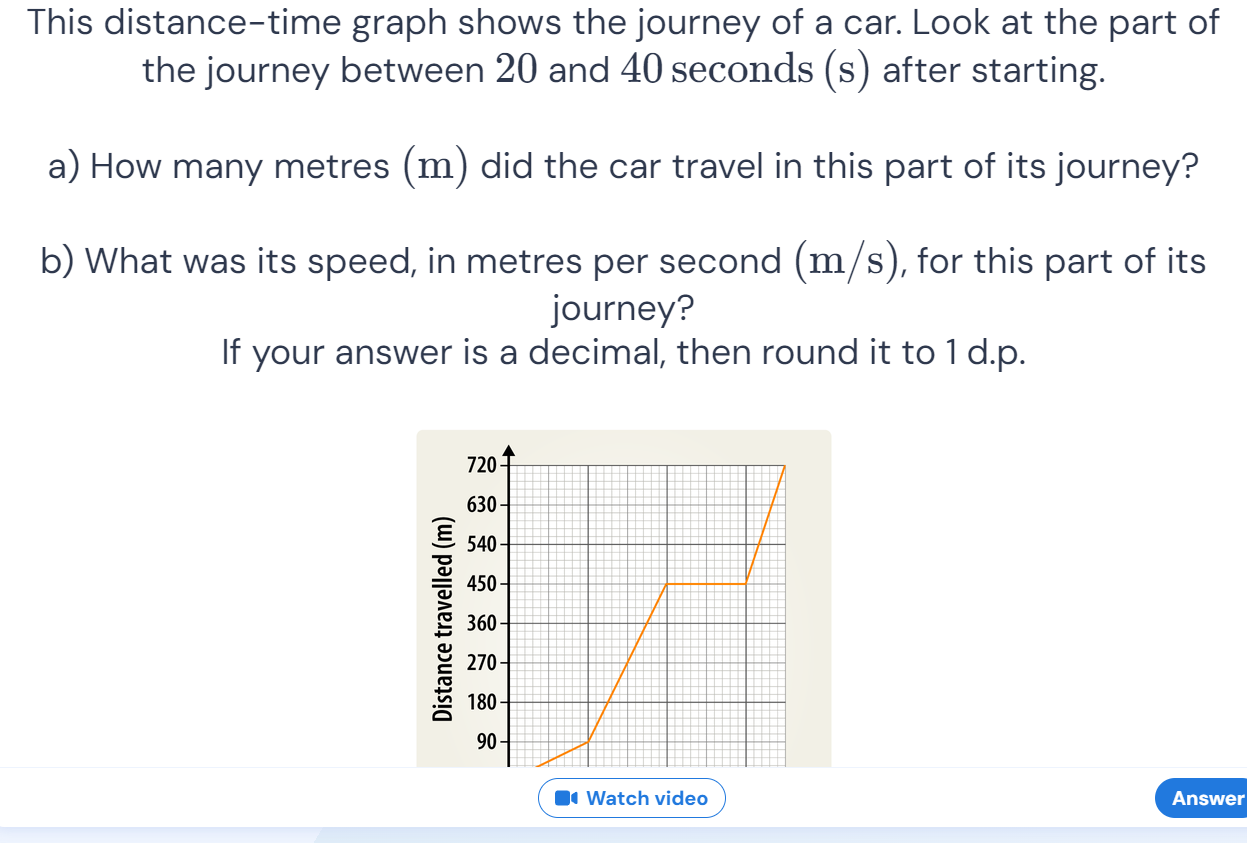 This distance-time graph shows the journey of a car. Look at the part of
the journey between 20 and 40 seconds (s) after starting.
a) How many metres (m) did the car travel in this part of its journey?
b) What was its speed, in metres per second (m/s), for this part of its
journey?
If your answer is a decimal, then round it to 1 d.p.
Distance travelled (m)
720
630
540
450
360
270
180
90
Watch video
Answer